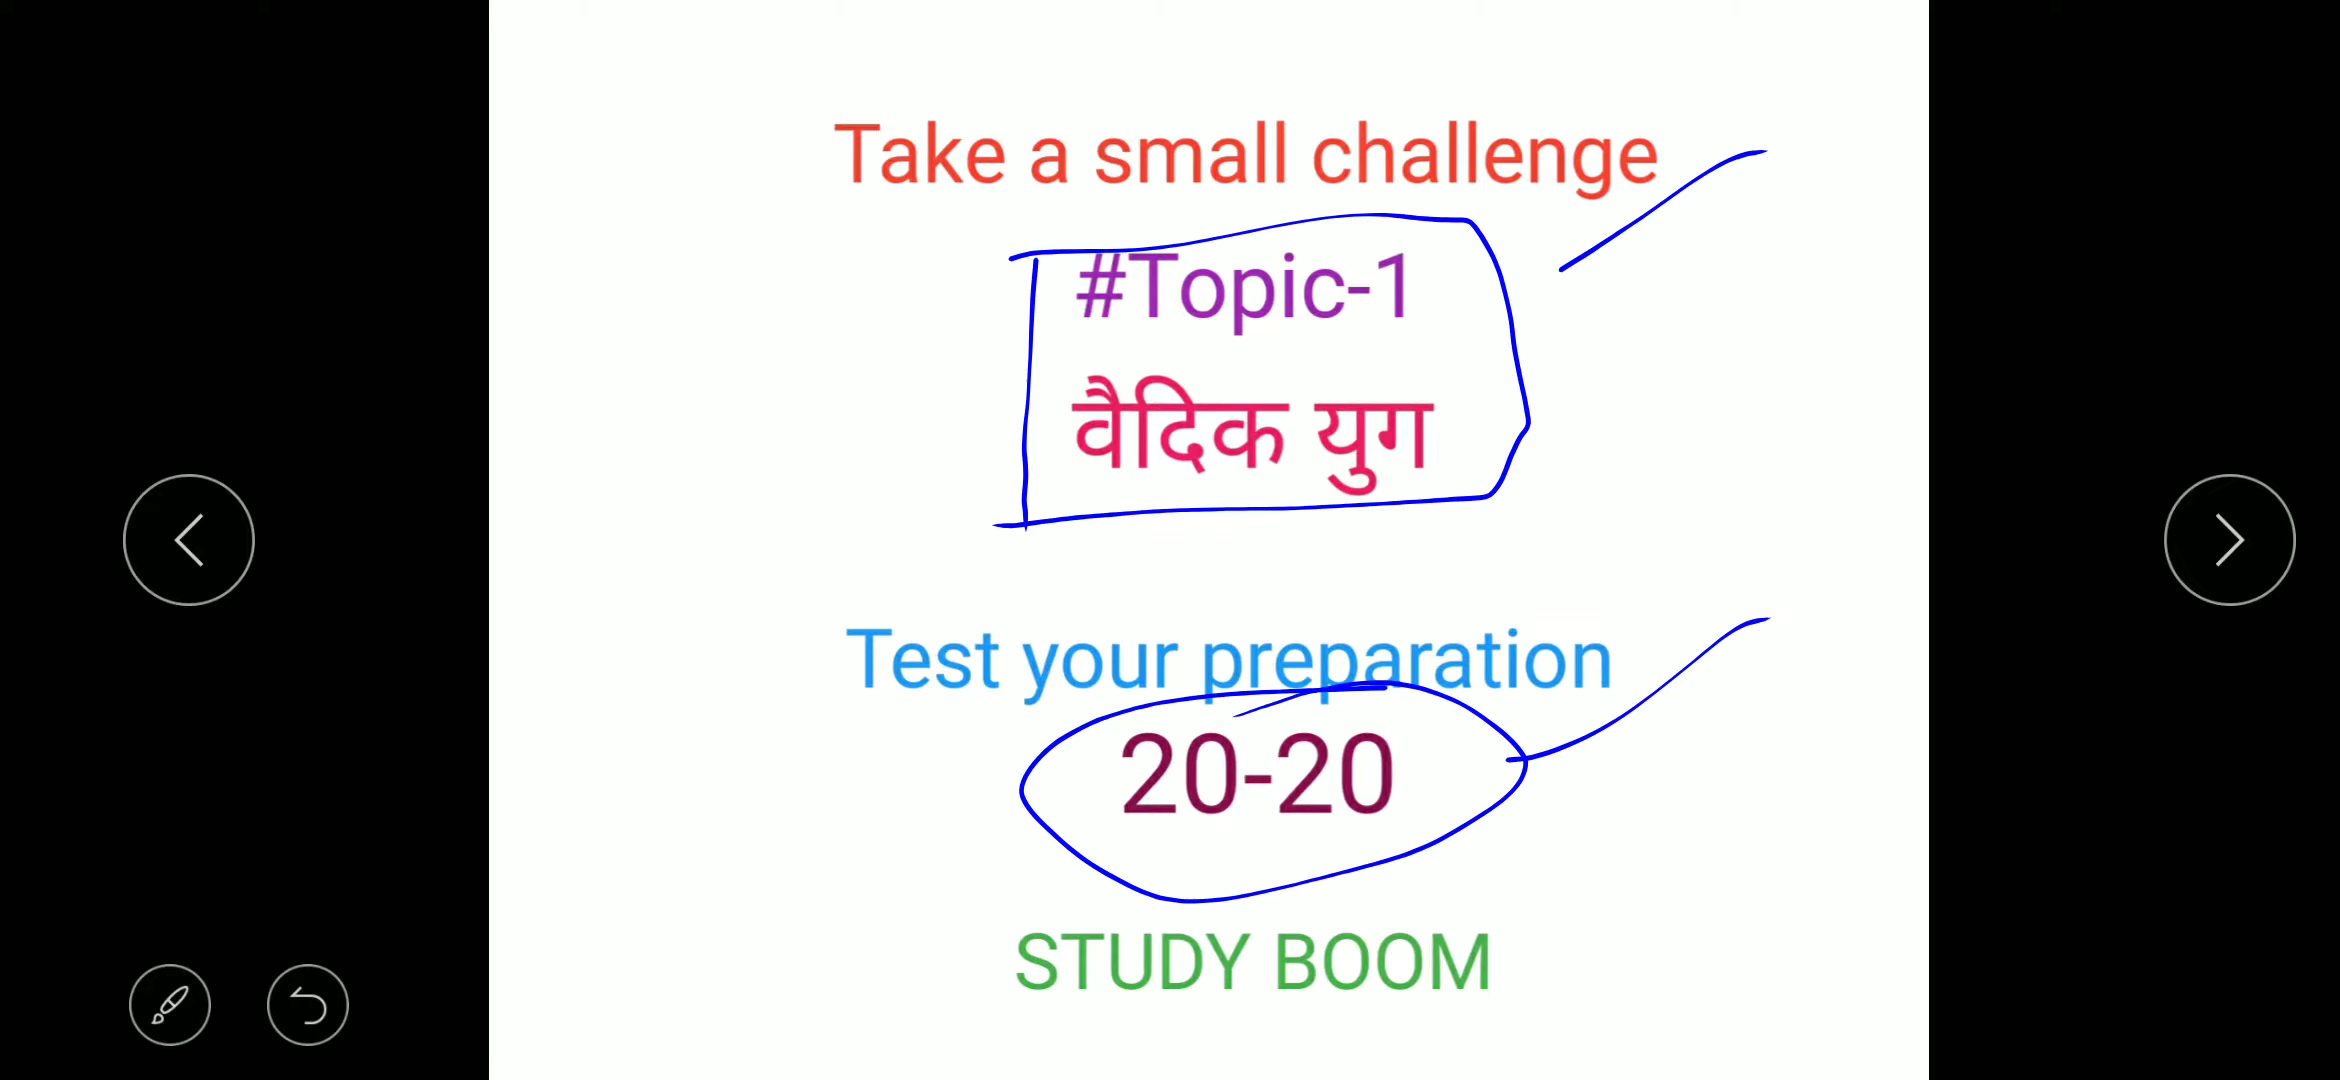 Take a small challenge
#Topic-1
वैदिक युग
Test your preparation
20-20
STUDY BOOM